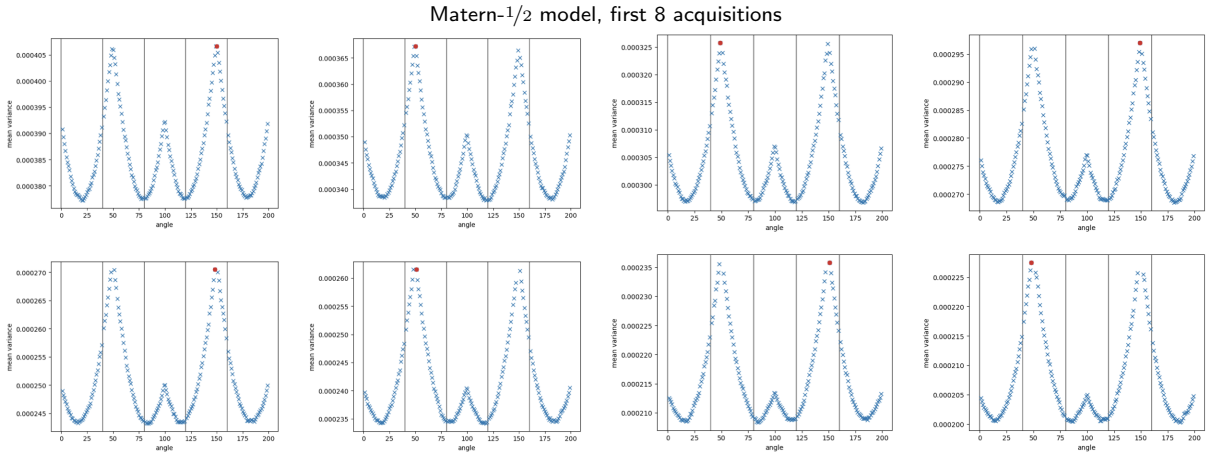 Matern-1/2 model, first 8 acquisitions
0.000405
0.000400
0.000395
0.000390
0.000385
0.000380
mean variance
0 25 50 75 100 125 150 175 200
angle
0.000365
0.000360
0.000355
0.000350
0.000345
0.000340
mean variance
0 25 50 75 100 125 150 175 200
angle
0.000325
0.000320
0.000315
0.000310
0.000305
0.000300
mean variance
0 25 50 75 100 125 150 175 200
angle
0.000295
0.000290
0.000285
0.000280
0.000275
0.000270
mean variance
0 25 50 75 100 125 150 175 200
angle
0.000270
0.000265
0.000260
0.000255
0.000250
0.000245
mean variance
0 25 50 75 100 125 150 175 200
angle
0.000260
0.000255
0.000250
0.000245
0.000240
0.000235
mean variance
0 25 50 75 100 125 150 175 200
angle
0.000235
0.000230
0.000225
0.000220
0.000215
0.000210
mean variance
0 25 50 75 100 125 150 175 200
angle
0.000225
0.000220
0.000215
0.000210
0.000205
0.000200
mean variance
0 25 50 75 100 125 150 175 200
angle